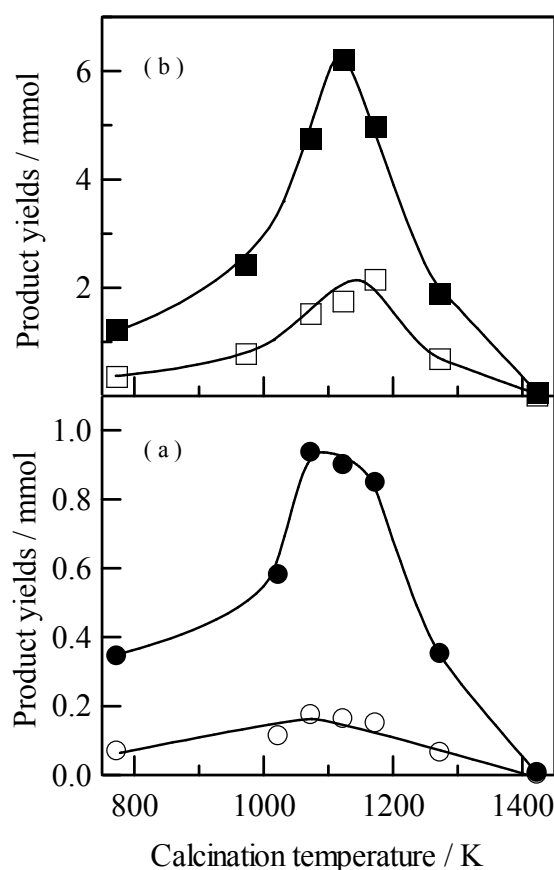 ( b )
6
4
2
Product yields / mmol
( a )
1.0
0.8
0.6
0.4
0.2
0.0
Product yields / mmol
800 1000 1200 1400
Calcination temperature / K